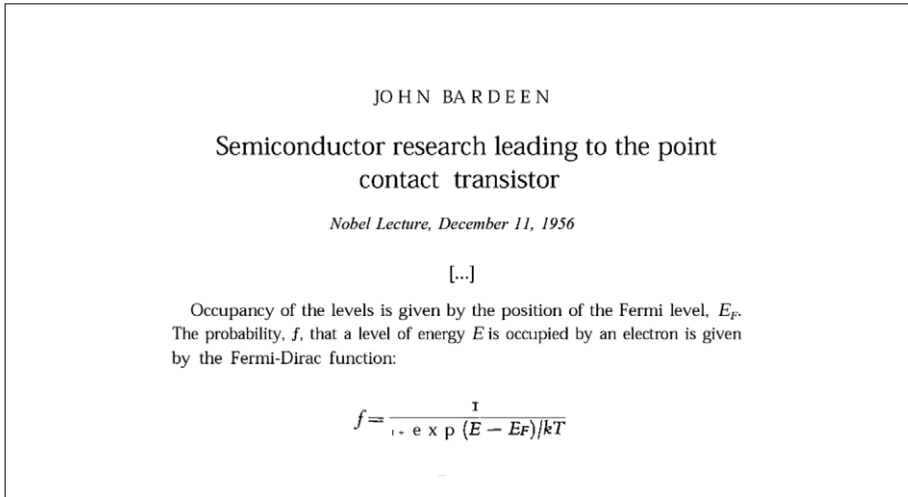 JOHN BARDEEN
Semiconductor research leading to the point
contact transistor
Nobel Lecture, December 11, 1956
[...]
Occupancy of the levels is given by the position of the Fermi level, E_F.
The probability, f, that a level of energy E is occupied by an electron is given
by the Fermi-Dirac function:
f = 1 / (1 + exp (E − E_F)/kT)